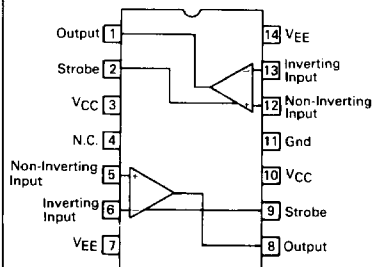 Output 1
14 VEE
Strobe 2
13 Inverting
Input
VCC 3
12 Non-Inverting
Input
N.C. 4
11 Gnd
Non-Inverting 5
Input
10 VCC
Inverting 6
Input
9 Strobe
VEE 7
8 Output
- +
+ -